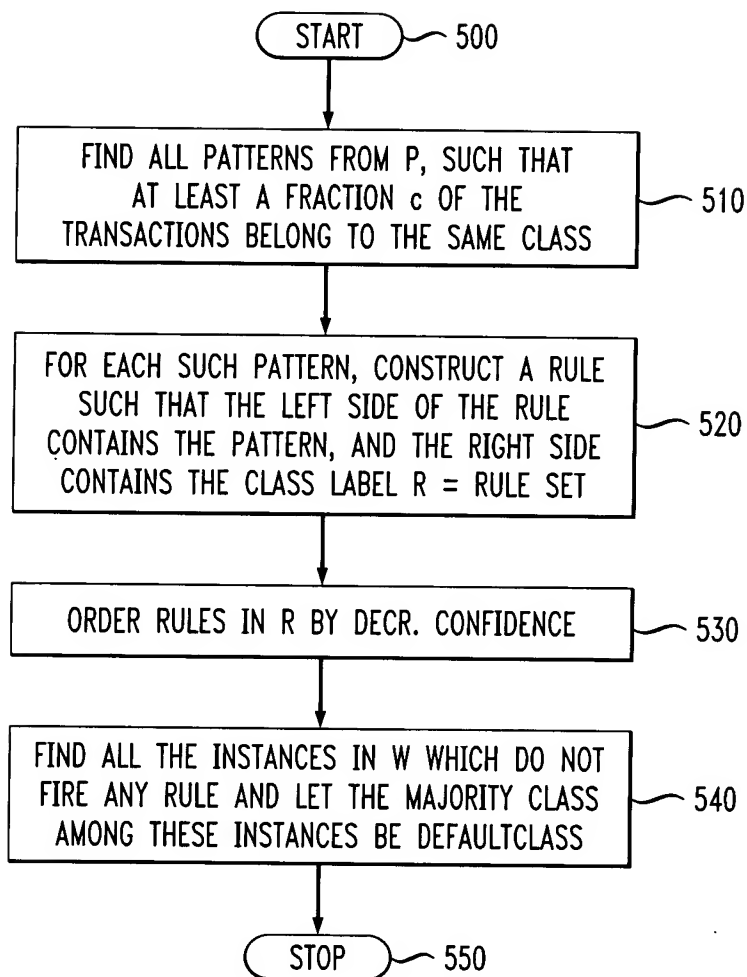 START
500
FIND ALL PATTERNS FROM P, SUCH THAT
AT LEAST A FRACTION c OF THE
TRANSACTIONS BELONG TO THE SAME CLASS
510
FOR EACH SUCH PATTERN, CONSTRUCT A RULE
SUCH THAT THE LEFT SIDE OF THE RULE
CONTAINS THE PATTERN, AND THE RIGHT SIDE
CONTAINS THE CLASS LABEL R = RULE SET
520
ORDER RULES IN R BY DECR. CONFIDENCE
530
FIND ALL THE INSTANCES IN W WHICH DO NOT
FIRE ANY RULE AND LET THE MAJORITY CLASS
AMONG THESE INSTANCES BE DEFAULTCLASS
540
STOP
550